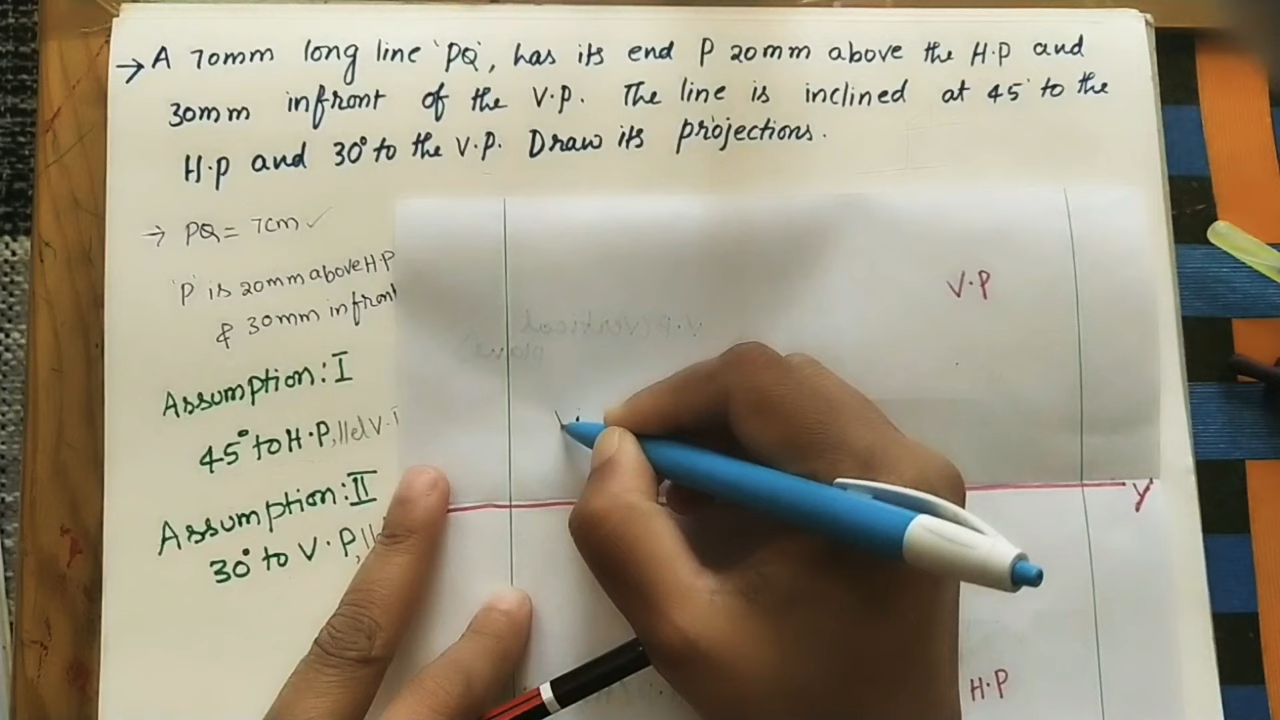 → A 70mm long line 'PQ', has its end P 20mm above the H.P and
30mm infront of the V.P. The line is inclined at 45° to the
H.P and 30° to the V.P. Draw its projections.
→ PQ = 7cm ✓
'P' is 20mm above H.P
& 30mm infront
Assumption: I
45° to H.P, ||el V.
Assumption: II
30° to V.P, ||
V.P
V.P (Vertical
plane)
Y
H.P